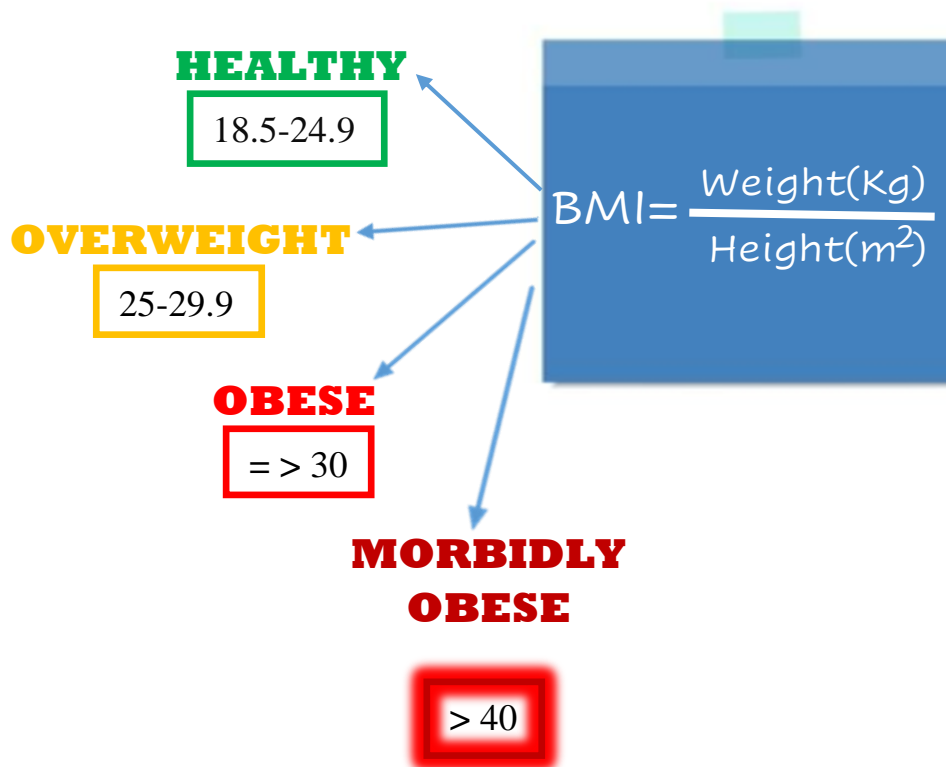 HEALTHY
18.5-24.9
OVERWEIGHT
25-29.9
OBESE
= > 30
MORBIDLY
OBESE
> 40
BMI= Weight(Kg)
Height(m²)